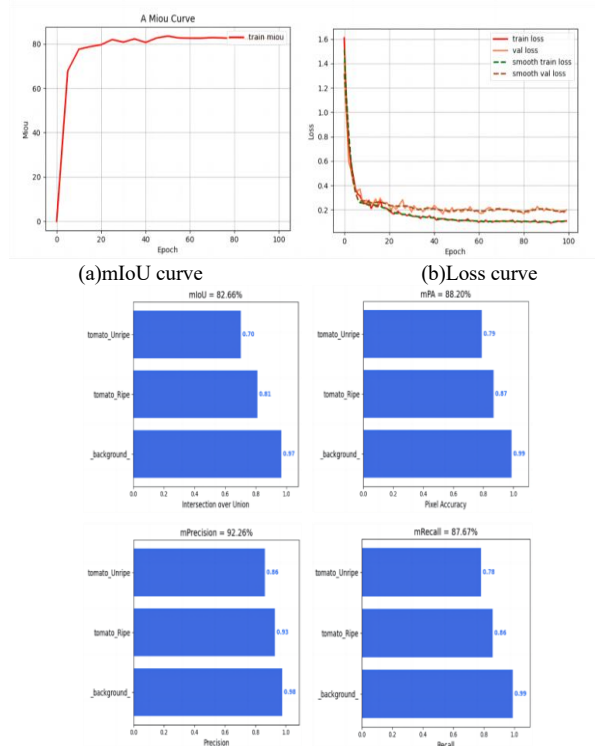 A Miou Curve
train miou
Miou
80
60
40
20
0
0 20 40 60 80 100
Epoch
train loss
val loss
smooth train loss
smooth val loss
Loss
1.6
1.4
1.2
1.0
0.8
0.6
0.4
0.2
0 20 40 60 80 100
Epoch
(a)mIoU curve
(b)Loss curve
mIoU = 82.66%
tomato_Unripe 0.70
tomato_Ripe 0.81
_background_ 0.97
0.0 0.2 0.4 0.6 0.8 1.0
Intersection over Union
mPA = 88.20%
tomato_Unripe 0.79
tomato_Ripe 0.87
_background_ 0.99
0.0 0.2 0.4 0.6 0.8 1.0
Pixel Accuracy
mPrecision = 92.26%
tomato_Unripe 0.86
tomato_Ripe 0.93
_background_ 0.98
0.0 0.2 0.4 0.6 0.8 1.0
Precision
mRecall = 87.67%
tomato_Unripe 0.78
tomato_Ripe 0.86
_background_ 0.99
0.0 0.2 0.4 0.6 0.8 1.0
Recall